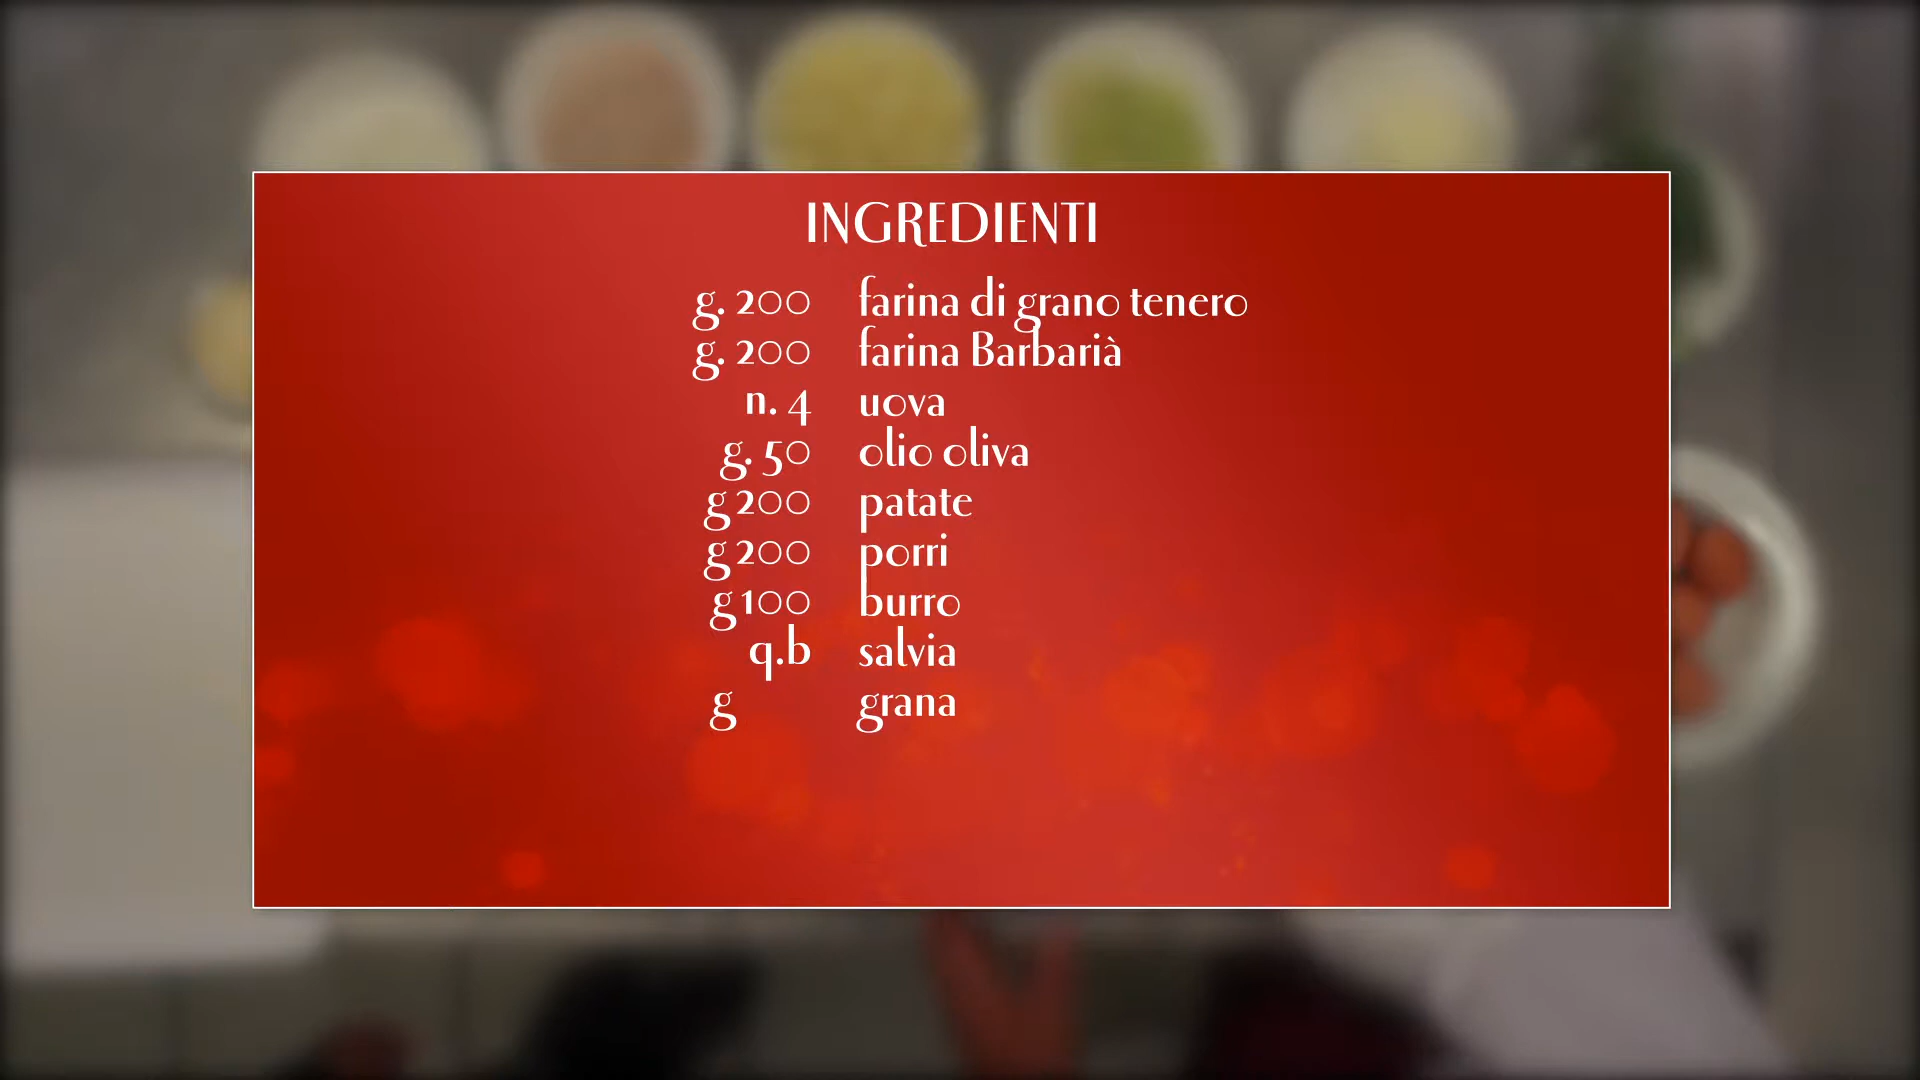 INGREDIENTI
g. 200 farina di grano tenero
g. 200 farina Barbarià
n. 4 uova
g. 50 olio oliva
g 200 patate
g 200 porri
g 100 burro
q.b salvia
g grana